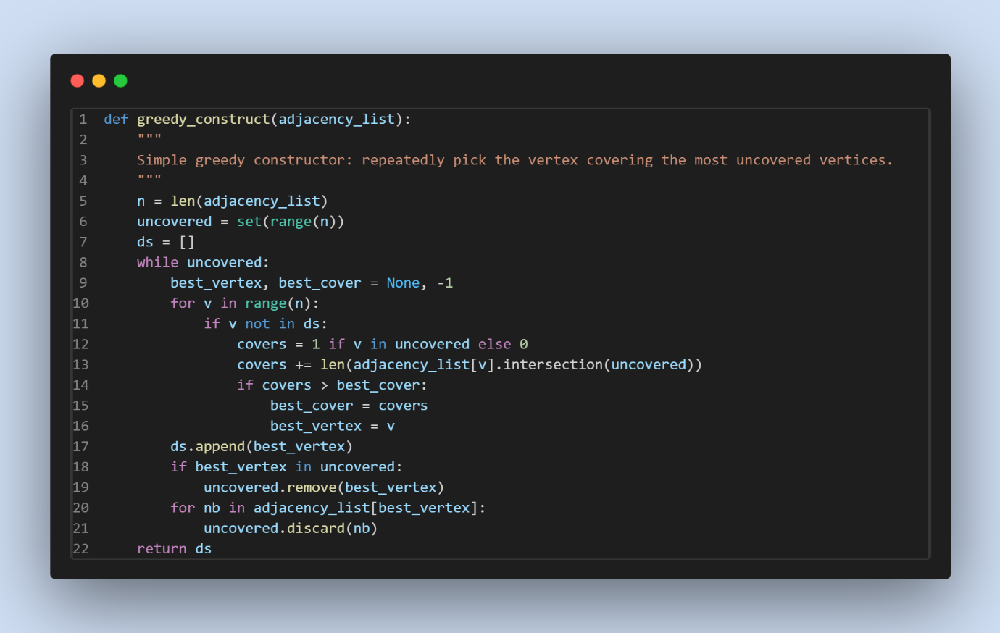 1 def greedy_construct(adjacency_list):
2     """
3     Simple greedy constructor: repeatedly pick the vertex covering the most uncovered vertices.
4     """
5     n = len(adjacency_list)
6     uncovered = set(range(n))
7     ds = []
8     while uncovered:
9         best_vertex, best_cover = None, -1
10         for v in range(n):
11             if v not in ds:
12                 covers = 1 if v in uncovered else 0
13                 covers += len(adjacency_list[v].intersection(uncovered))
14                 if covers > best_cover:
15                     best_cover = covers
16                     best_vertex = v
17         ds.append(best_vertex)
18         if best_vertex in uncovered:
19             uncovered.remove(best_vertex)
20         for nb in adjacency_list[best_vertex]:
21             uncovered.discard(nb)
22     return ds